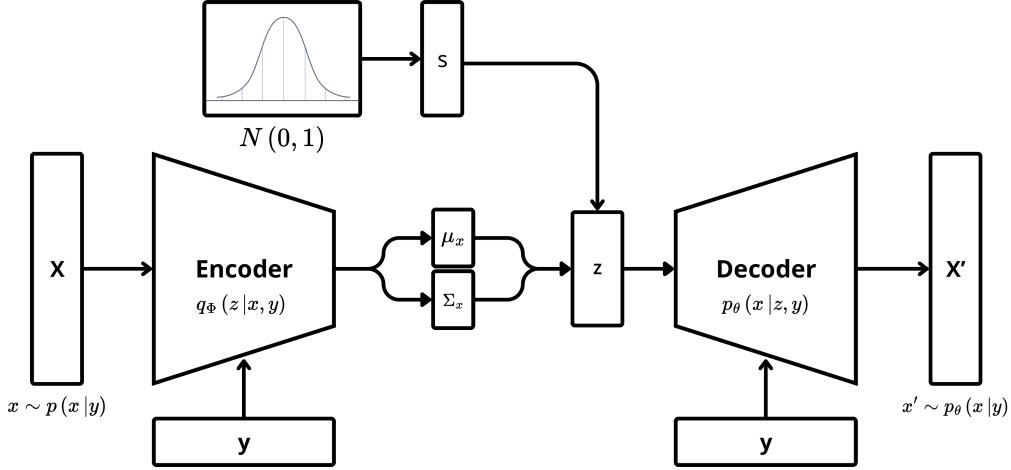 S
N (0, 1)
X
Encoder
q_Φ (z |x, y)
μ_x
Σ_x
z
Decoder
p_θ (x |z, y)
X’
x ∼ p (x |y)
x′ ∼ p_θ (x |y)
y
y